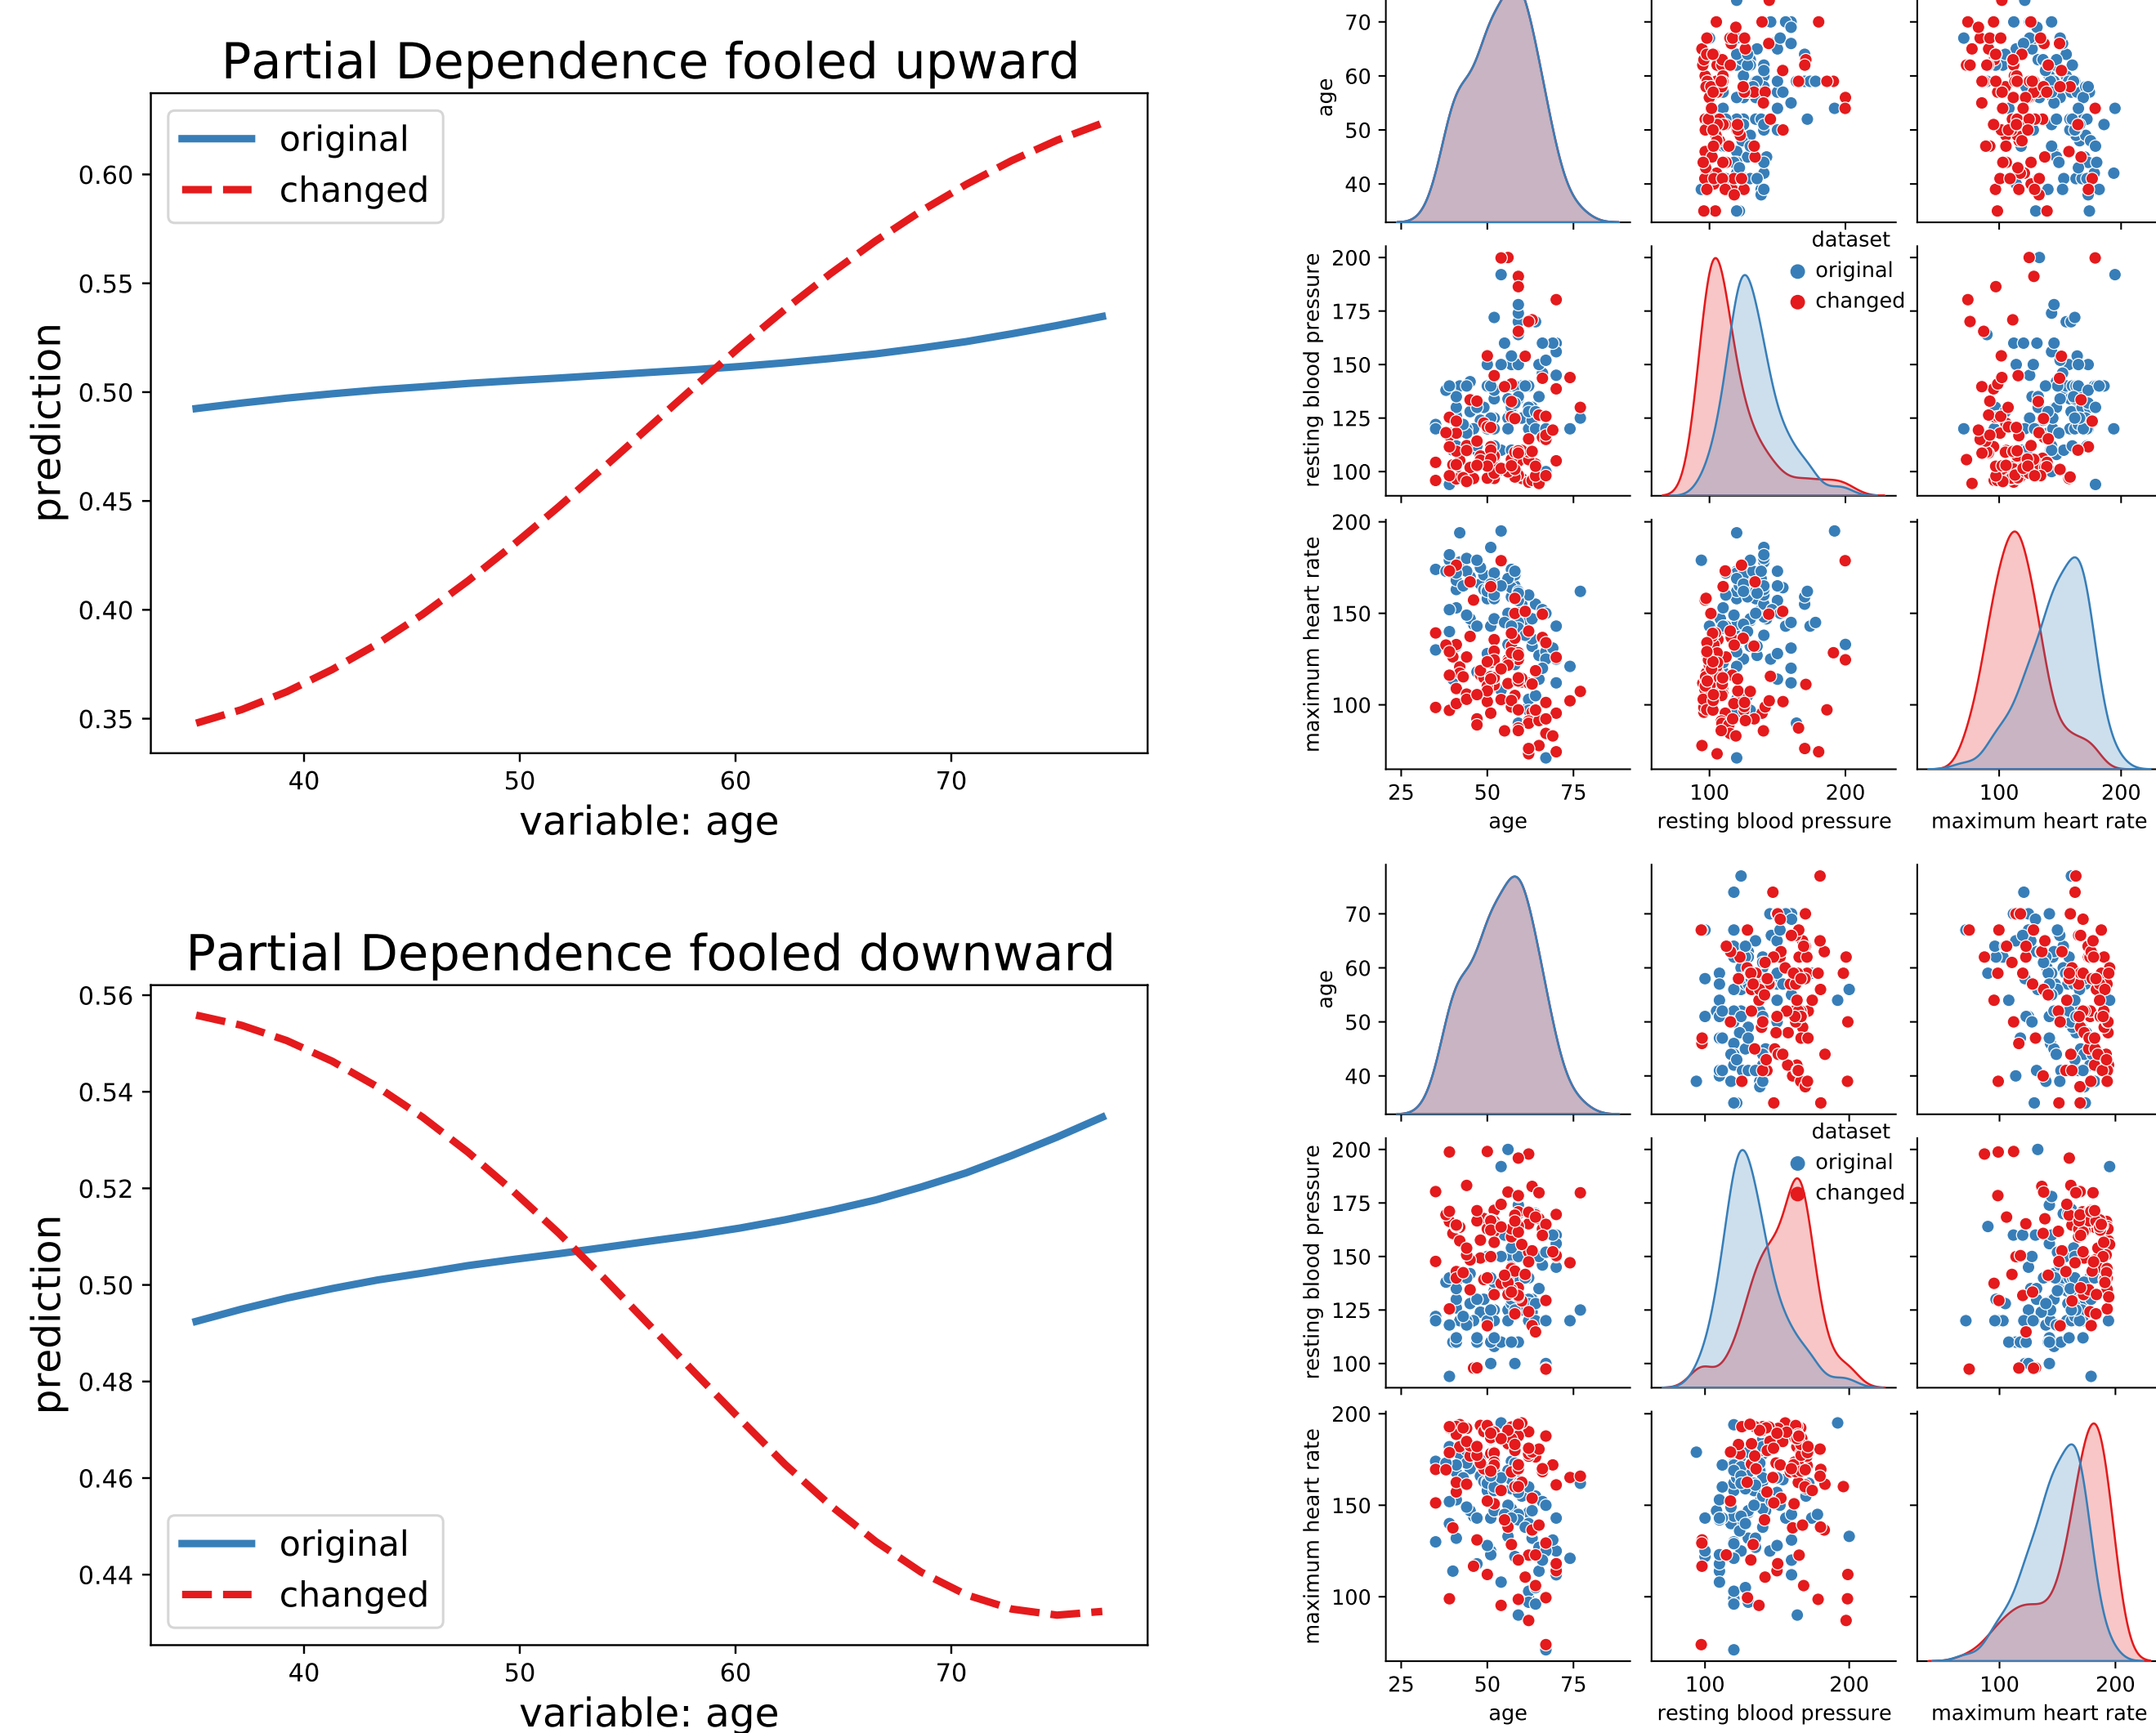 Partial Dependence fooled upward
original
changed
0.60
0.55
0.50
0.45
0.40
0.35
prediction
40 50 60 70
variable: age
70
60
50
40
age
dataset
original
changed
200
175
150
125
100
resting blood pressure
200
150
100
maximum heart rate
25 50 75
100 200
100 200
age
resting blood pressure
maximum heart rate
Partial Dependence fooled downward
0.56
0.54
0.52
0.50
0.48
0.46
0.44
prediction
original
changed
40 50 60 70
variable: age
70
60
50
40
age
dataset
original
changed
200
175
150
125
100
resting blood pressure
200
150
100
maximum heart rate
25 50 75
100 200
100 200
age
resting blood pressure
maximum heart rate